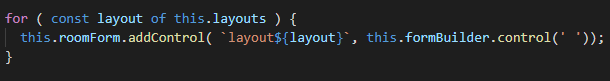 for ( const layout of this.layouts ) {
this.roomForm.addControl( `layout${layout}`, this.formBuilder.control(' '));
}